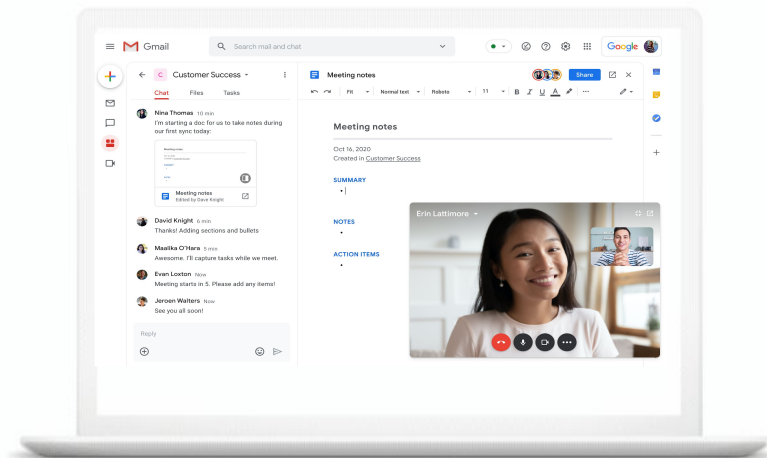 Gmail
Search mail and chat
Google
C Customer Success
Chat Files Tasks
Nina Thomas 10 min
I'm starting a doc for us to take notes during
our first sync today:
Meeting notes
Meeting notes
Edited by Dave Knight
David Knight 6 min
Thanks! Adding sections and bullets
Maalika O'Hara 5 min
Awesome. I'll capture tasks while we meet.
Evan Loxton Now
Meeting starts in 5. Please add any items!
Jeroen Walters Now
See you all soon!
Reply
Meeting notes
Share
Fit Normal text Roboto 11 B I U A
Meeting notes
Oct 16, 2020
Created in Customer Success
SUMMARY
NOTES
ACTION ITEMS
Erin Lattimore